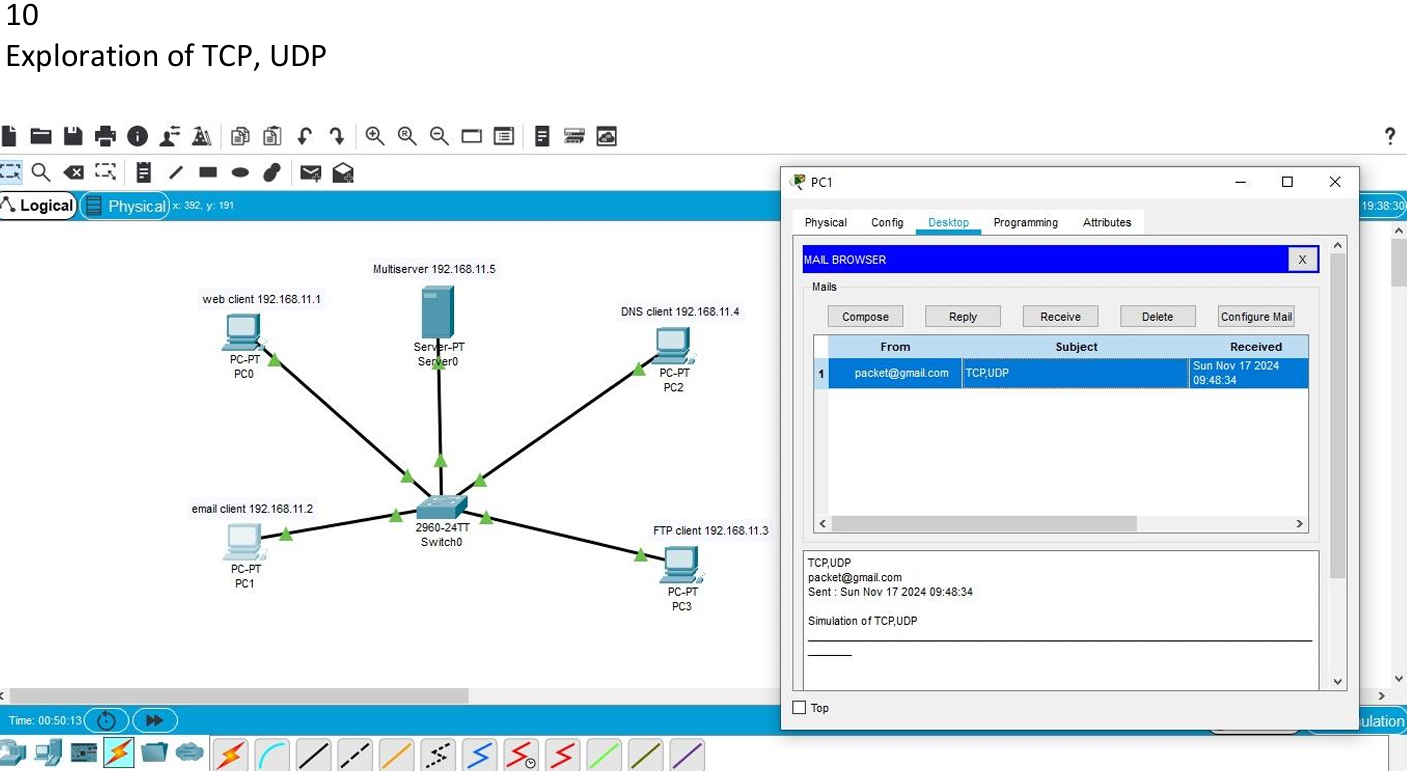 10
Exploration of TCP, UDP
?
Logical
Physical
x: 392, y: 191
19:38:30
PC1
Physical
Config
Desktop
Programming
Attributes
MAIL BROWSER
X
Mails
Compose
Reply
Receive
Delete
Configure Mail
From
Subject
Received
1
packet@gmail.com
TCP,UDP
Sun Nov 17 2024
09:48:34
TCP,UDP
packet@gmail.com
Sent : Sun Nov 17 2024 09:48:34
Simulation of TCP,UDP
Top
Multiserver 192.168.11.5
Server-PT
Server0
web client 192.168.11.1
PC-PT
PC0
DNS client 192.168.11.4
PC-PT
PC2
email client 192.168.11.2
PC-PT
PC1
2960-24TT
Switch0
FTP client 192.168.11.3
PC-PT
PC3
Time: 00:50:13
ulation